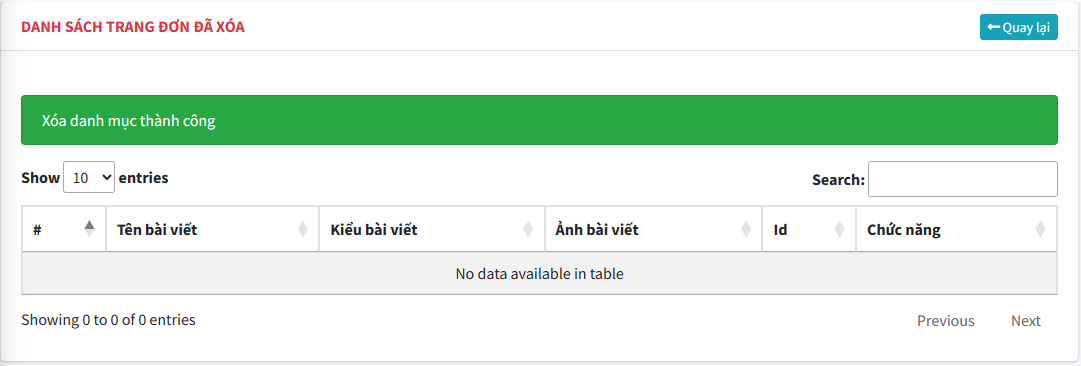 DANH SÁCH TRANG ĐƠN ĐÃ XÓA Quay lại
Xóa danh mục thành công
Show 10 entries Search:
# Tên bài viết Kiểu bài viết Ảnh bài viết Id Chức năng
No data available in table
Showing 0 to 0 of 0 entries Previous Next